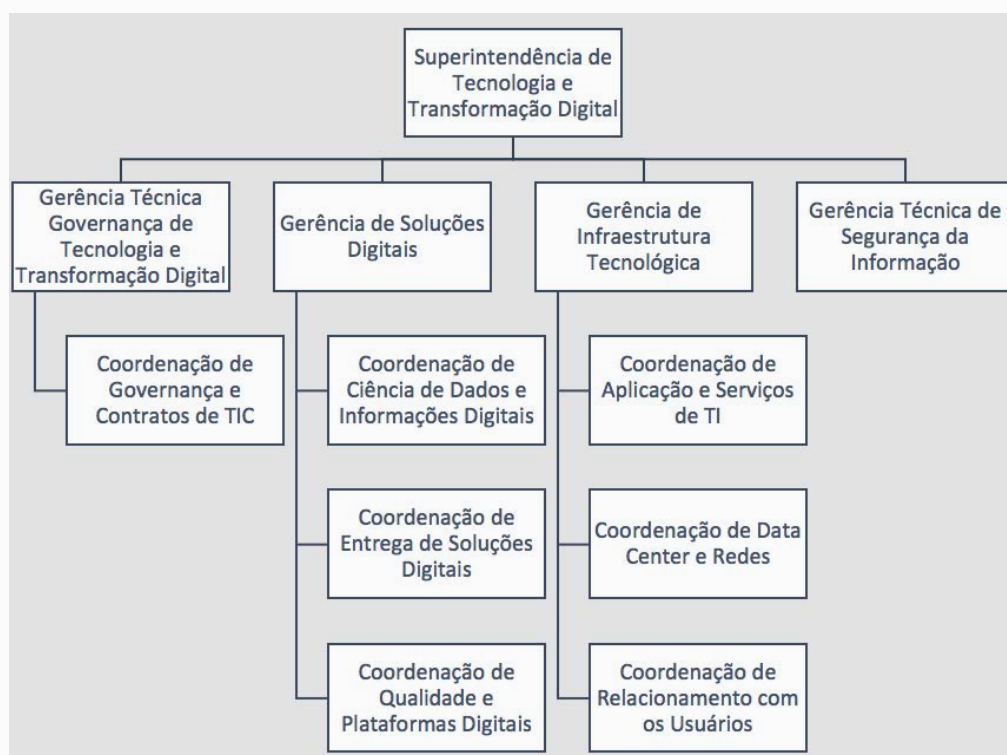 Superintendência de
Tecnologia e
Transformação Digital
Gerência Técnica
Governança de
Tecnologia e
Transformação Digital
Gerência de Soluções
Digitais
Gerência de
Infraestrutura
Tecnológica
Gerência Técnica de
Segurança da
Informação
Coordenação de
Governança e
Contratos de TIC
Coordenação de
Ciência de Dados e
Informações Digitais
Coordenação de
Aplicação e Serviços
de TI
Coordenação de
Entrega de Soluções
Digitais
Coordenação de Data
Center e Redes
Coordenação de
Qualidade e
Plataformas Digitais
Coordenação de
Relacionamento com
os Usuários